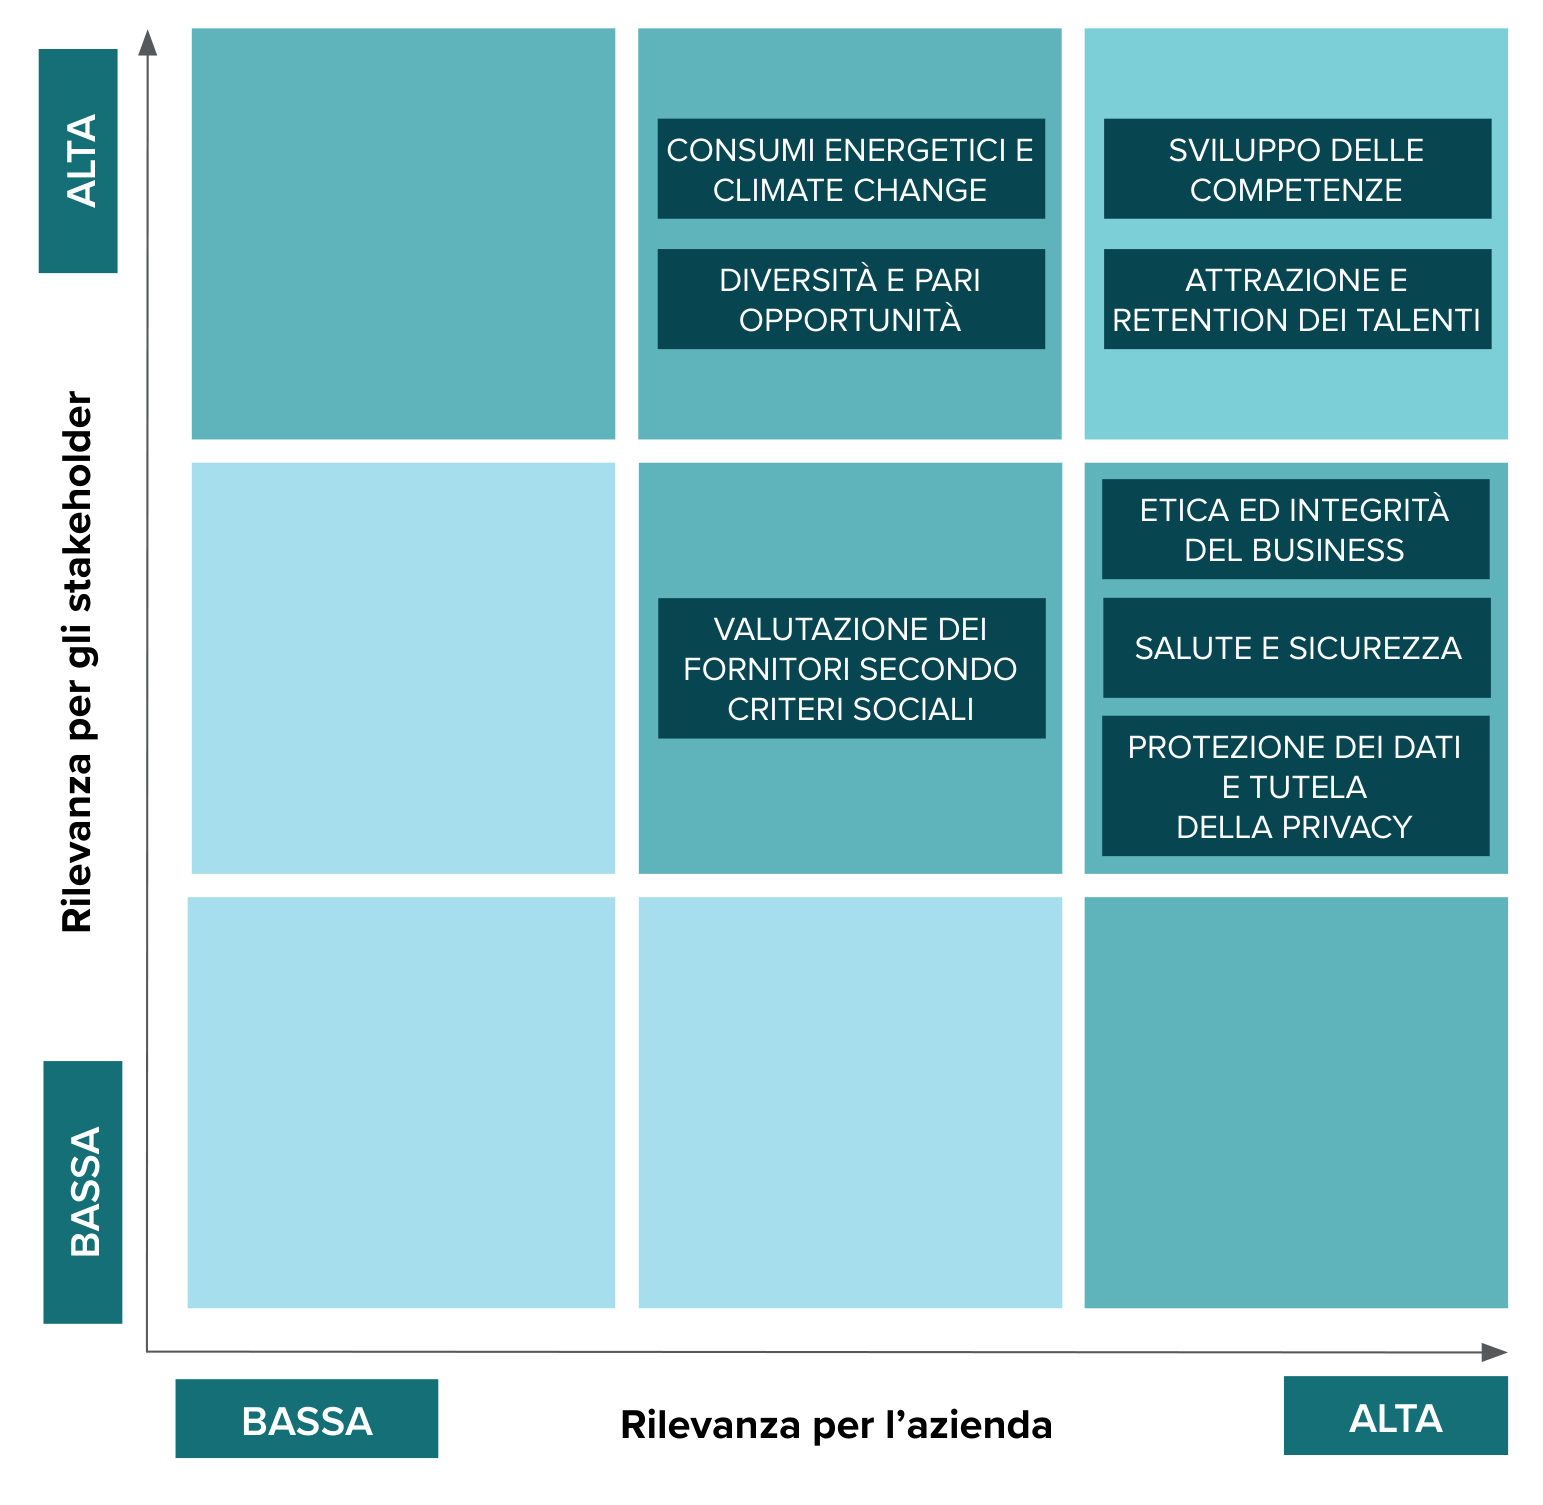 ALTA
CONSUMI ENERGETICI E
CLIMATE CHANGE
SVILUPPO DELLE
COMPETENZE
DIVERSITÀ E PARI
OPPORTUNITÀ
ATTRAZIONE E
RETENTION DEI TALENTI
Rilevanza per gli stakeholder
VALUTAZIONE DEI
FORNITORI SECONDO
CRITERI SOCIALI
ETICA ED INTEGRITÀ
DEL BUSINESS
SALUTE E SICUREZZA
PROTEZIONE DEI DATI
E TUTELA
DELLA PRIVACY
BASSA
BASSA
Rilevanza per l’azienda
ALTA